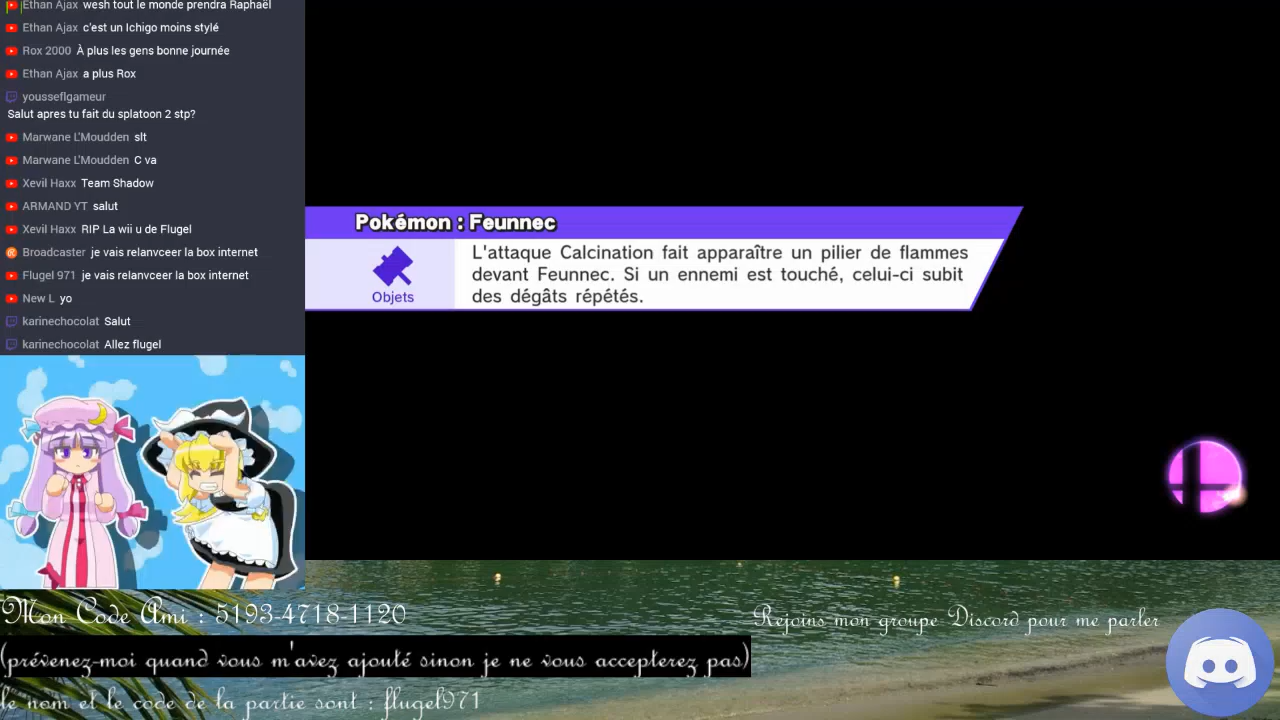 Ethan Ajax wesh tout le monde prendra Raphaël
Ethan Ajax c'est un Ichigo moins stylé
Rox 2000 À plus les gens bonne journée
Ethan Ajax a plus Rox
yousseflgameur
Salut apres tu fait du splatoon 2 stp?
Marwane L'Moudden slt
Marwane L'Moudden C va
Xevil Haxx Team Shadow
ARMAND YT salut
Xevil Haxx RIP La wii u de Flugel
Broadcaster je vais relanvceer la box internet
Flugel 971 je vais relanvceer la box internet
New L yo
karinechocolat Salut
karinechocolat Allez flugel
Pokémon : Feunnec
Objets
L'attaque Calcination fait apparaître un pilier de flammes
devant Feunnec. Si un ennemi est touché, celui-ci subit
des dégâts répétés.
Mon Code Ami : 5193-4718-1120
(prévenez-moi quand vous m'avez ajouté sinon je ne vous accepterez pas)
le nom et le code de la partie sont : flugel971
Rejoins mon groupe Discord pour me parler